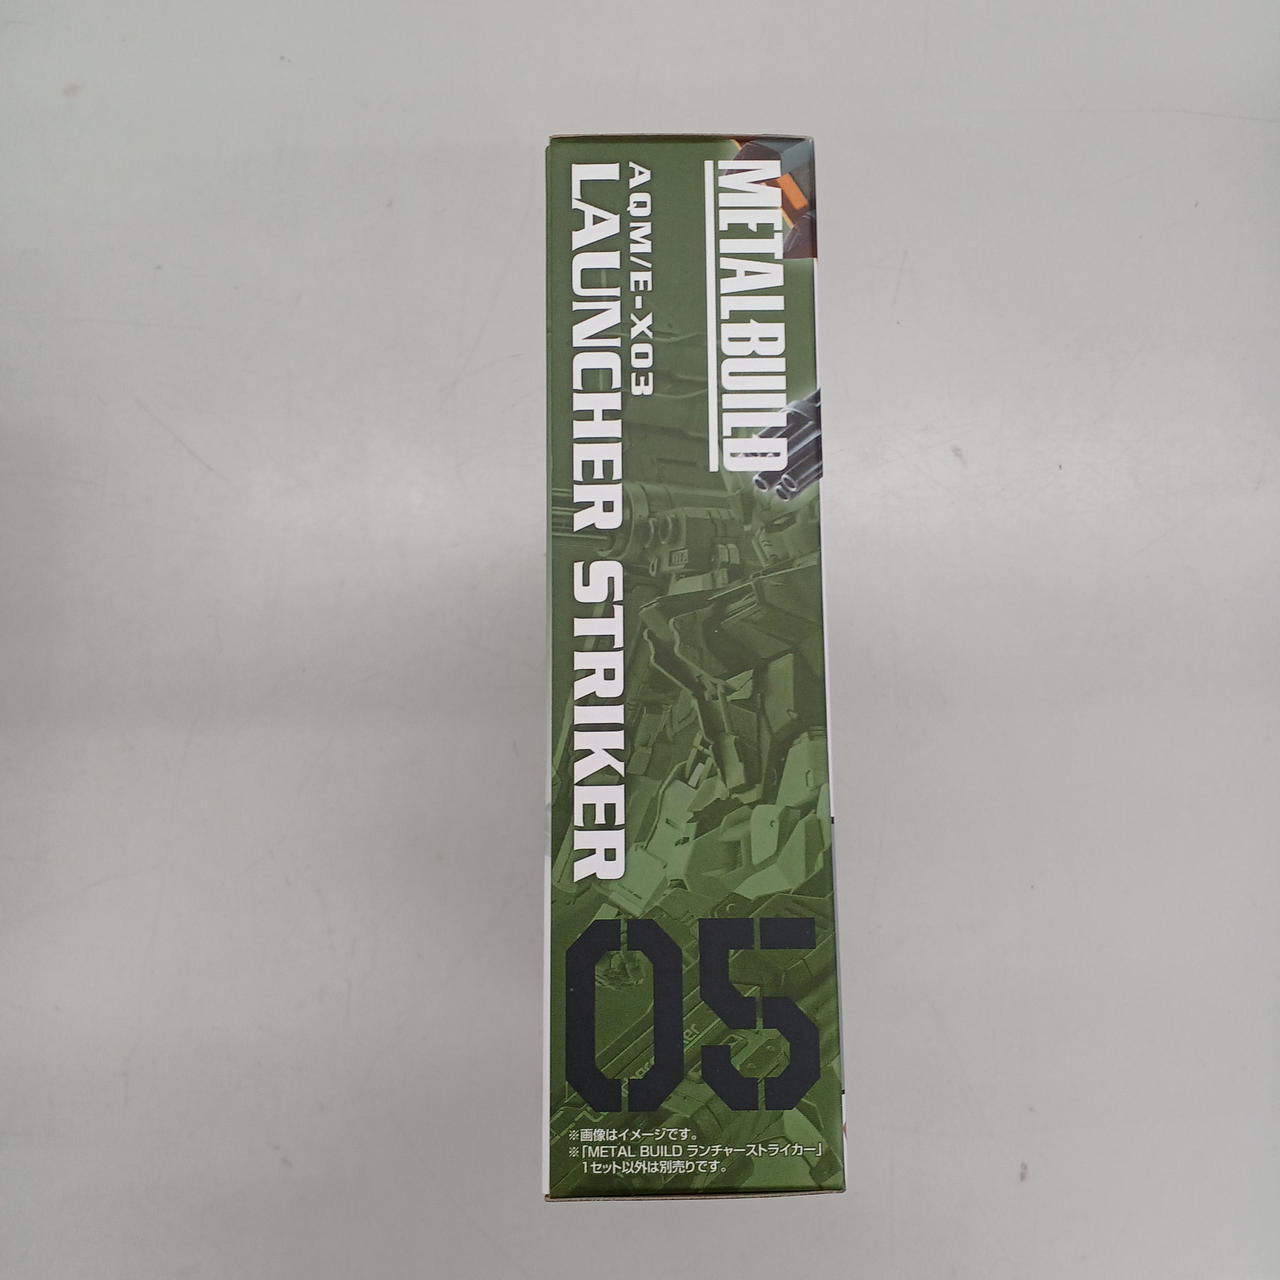 METAL BUILD
AQM/E-X03
LAUNCHER STRIKER
05
※画像はイメージです。
※「METAL BUILD ランチャーストライカー」
1セット以外は別売りです。